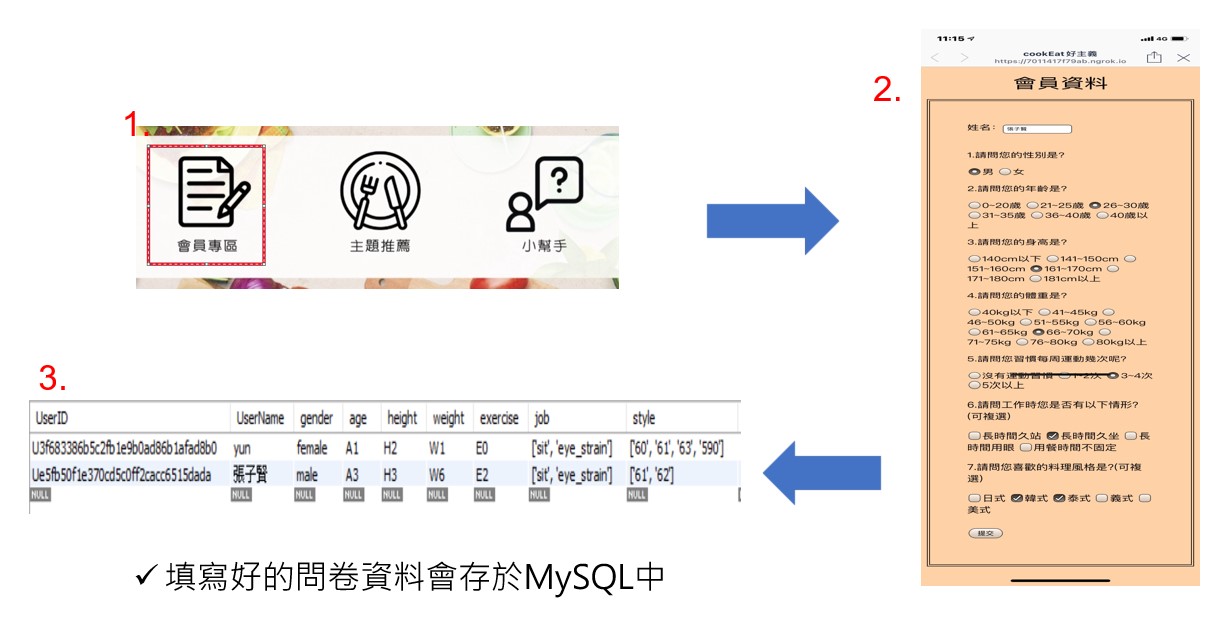 1.
會員專區
主題推薦
小幫手
2.
11:15
4G
cookEat好主義
https://7011417f79ab.ngrok.io
會員資料
姓名： 張子賢
1.請問您的性別是?
男 女
2.請問您的年齡是?
0~20歲 21~25歲 26~30歲
31~35歲 36~40歲 40歲以
上
3.請問您的身高是?
140cm以下 141~150cm
151~160cm 161~170cm
171~180cm 181cm以上
4.請問您的體重是?
40kg以下 41~45kg
46~50kg 51~55kg 56~60kg
61~65kg 66~70kg
71~75kg 76~80kg 80kg以上
5.請問您習慣每周運動幾次呢?
沒有運動習慣 1~2次 3~4次
5次以上
6.請問工作時您是否有以下情形?
(可複選)
長時間久站 長時間久坐 長
時間用眼 用餐時間不固定
7.請問您喜歡的料理風格是?(可複
選)
日式 韓式 泰式 義式
美式
提交
3.
UserID UserName gender age height weight exercise job style
U3f683386b5c2fb1e9b0ad86b1afad8b0 yun female A1 H2 W1 E0 ['sit', 'eye_strain'] ['60', '61', '63', '590']
Ue5fb50f1e370cd5c0ff2cacc6515dada 張子賢 male A3 H3 W6 E2 ['sit', 'eye_strain'] ['61', '62']
NULL NULL NULL NULL NULL NULL NULL NULL NULL
✓ 填寫好的問卷資料會存於MySQL中